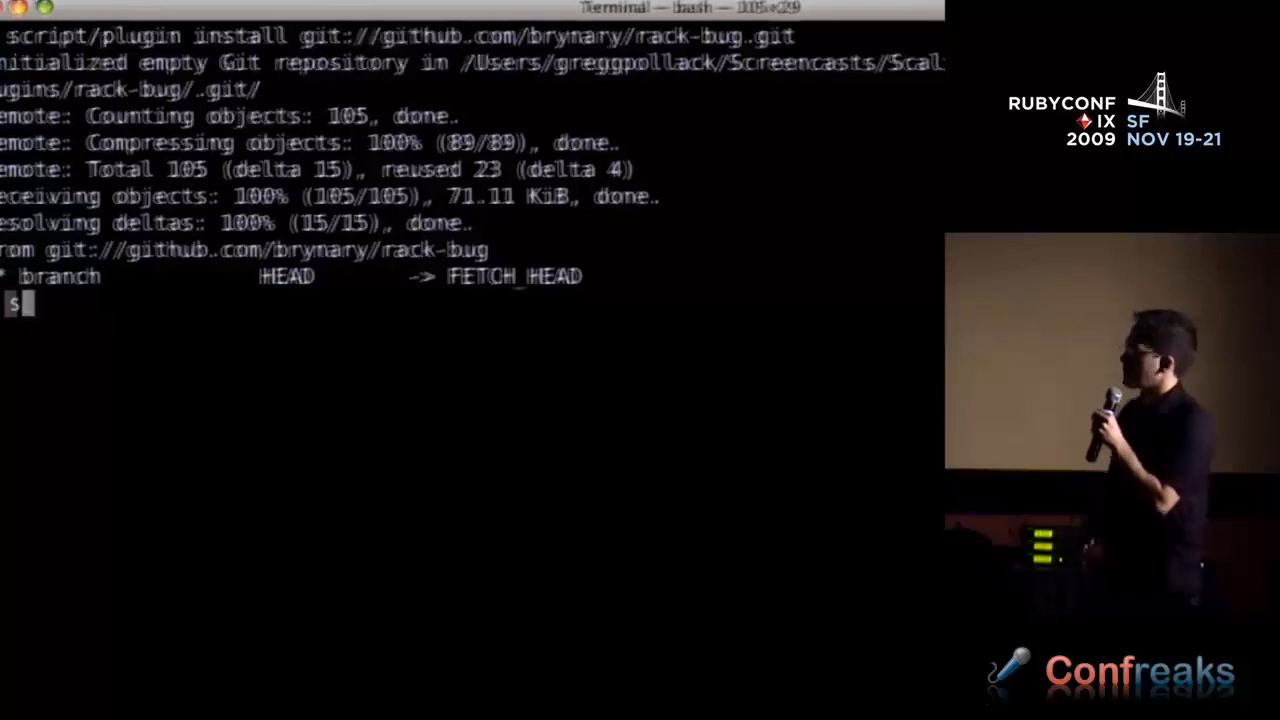 Terminal — bash — 105×29
script/plugin install git://github.com/brynary/rack-bug.git
nitialized empty Git repository in /Users/greggpollack/Screencasts/Scal
ugins/rack-bug/.git/
emote: Counting objects: 105, done.
emote: Compressing objects: 100% (89/89), done.
emote: Total 105 (delta 15), reused 23 (delta 4)
eceiving objects: 100% (105/105), 71.11 KiB, done.
esolving deltas: 100% (15/15), done.
rom git://github.com/brynary/rack-bug
* branch HEAD -> FETCH_HEAD
$
RUBYCONF
IX SF
2009 NOV 19-21
Confreaks